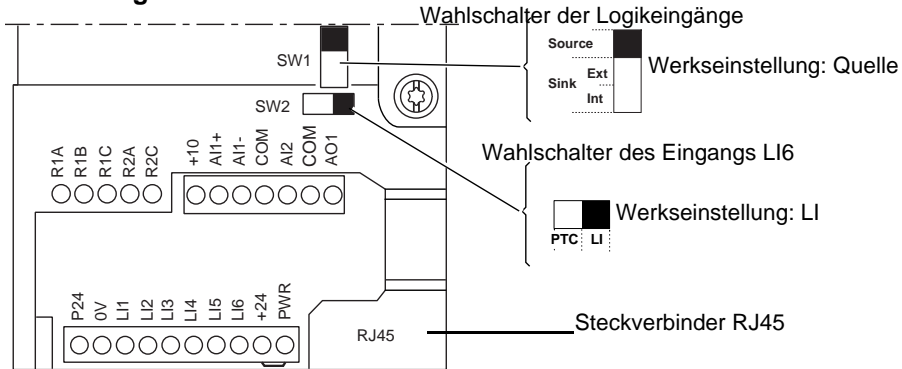 Wahlschalter der Logikeingänge
Source
Sink
Ext
Int
Werkseinstellung: Quelle
SW1
SW2
Wahlschalter des Eingangs LI6
PTC LI
Werkseinstellung: LI
R1A
R1B
R1C
R2A
R2C
+10
AI1+
AI1-
COM
AI2
COM
AO1
P24
0V
LI1
LI2
LI3
LI4
LI5
LI6
+24
PWR
RJ45
Steckverbinder RJ45